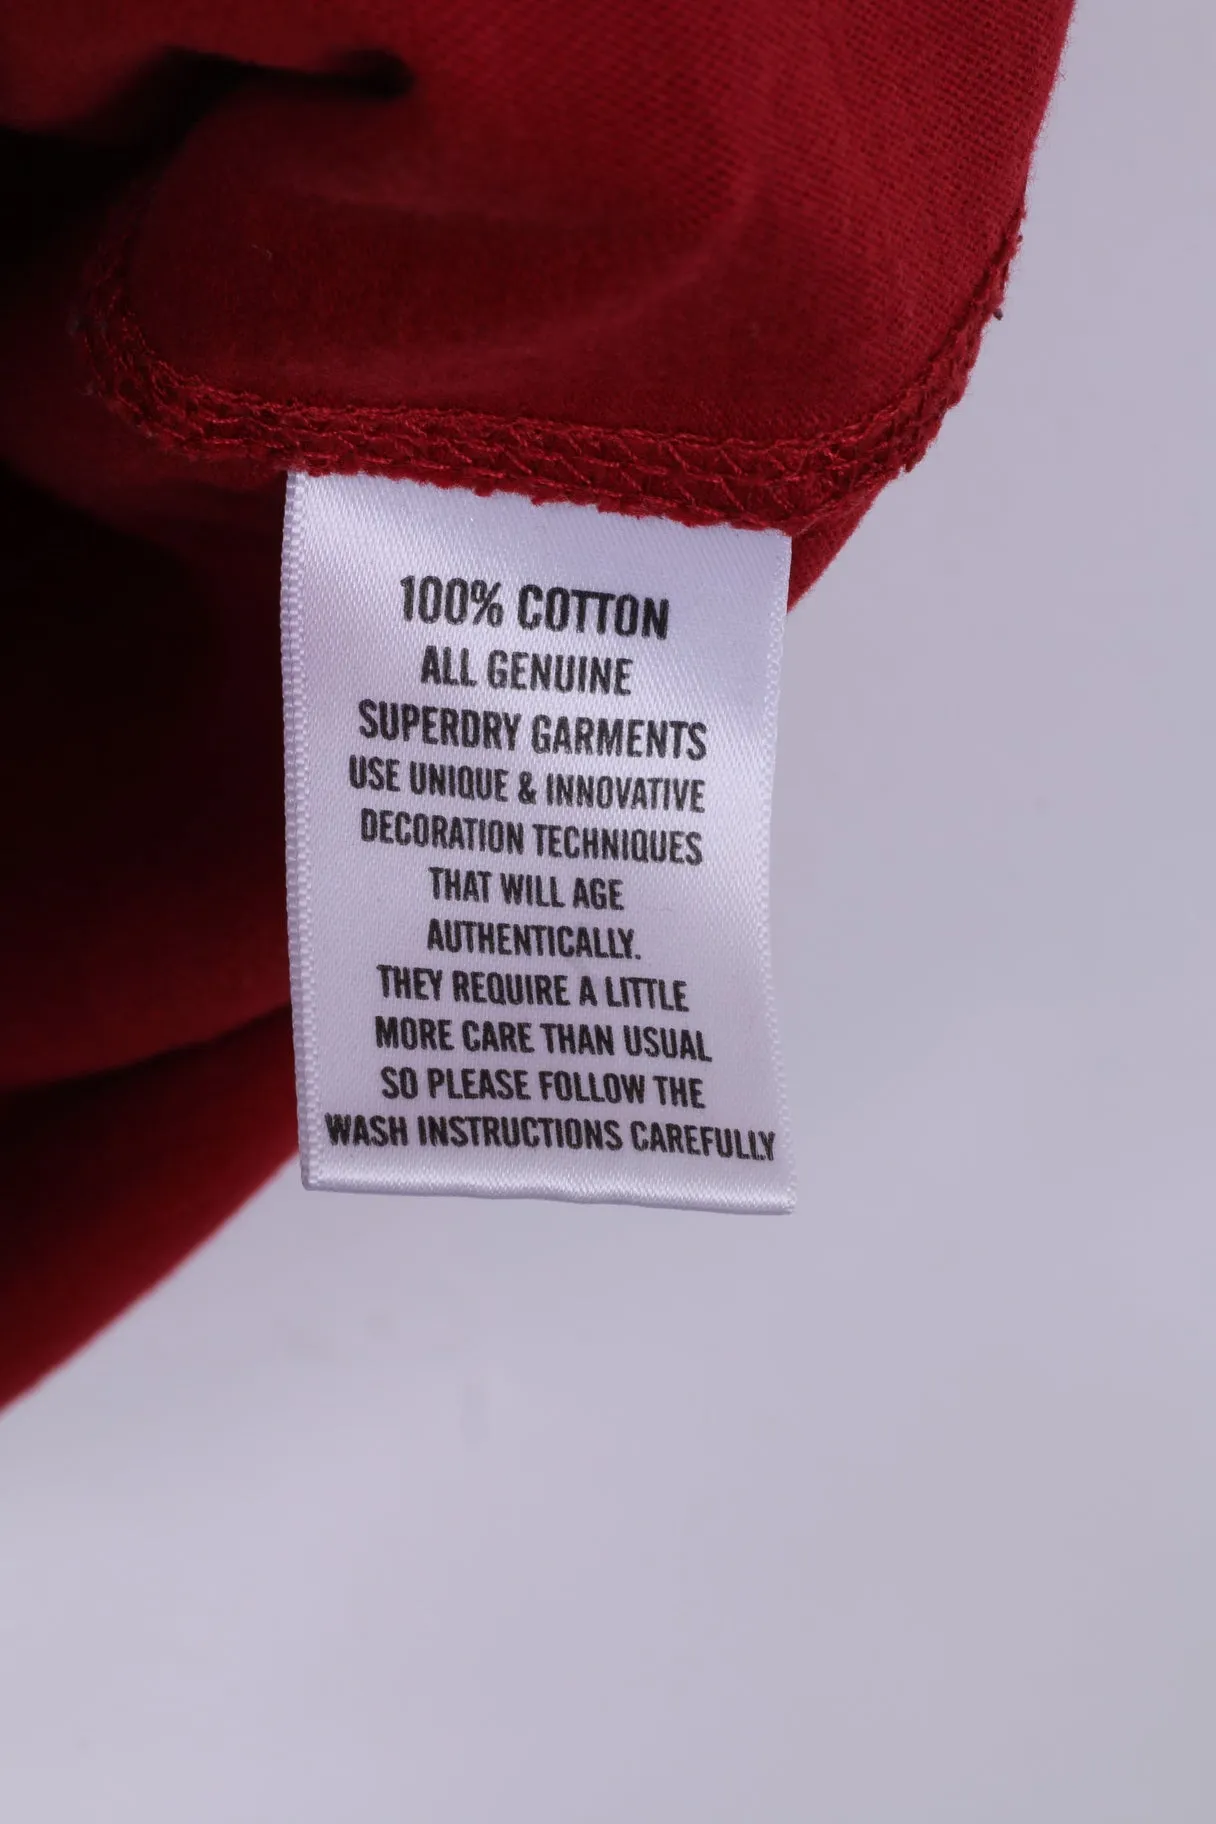 100% COTTON
ALL GENUINE
SUPERDRY GARMENTS
USE UNIQUE & INNOVATIVE
DECORATION TECHNIQUES
THAT WILL AGE
AUTHENTICALLY.
THEY REQUIRE A LITTLE
MORE CARE THAN USUAL
SO PLEASE FOLLOW THE
WASH INSTRUCTIONS CAREFULLY